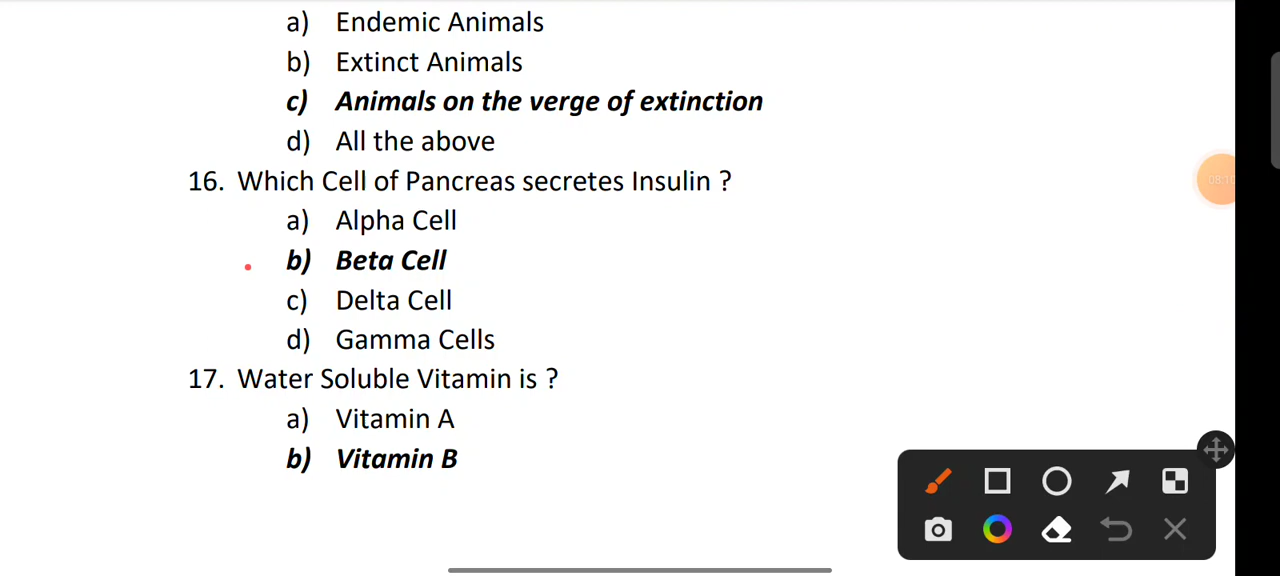 a) Endemic Animals
b) Extinct Animals
c) Animals on the verge of extinction
d) All the above
16. Which Cell of Pancreas secretes Insulin ?
a) Alpha Cell
b) Beta Cell
c) Delta Cell
d) Gamma Cells
17. Water Soluble Vitamin is ?
a) Vitamin A
b) Vitamin B